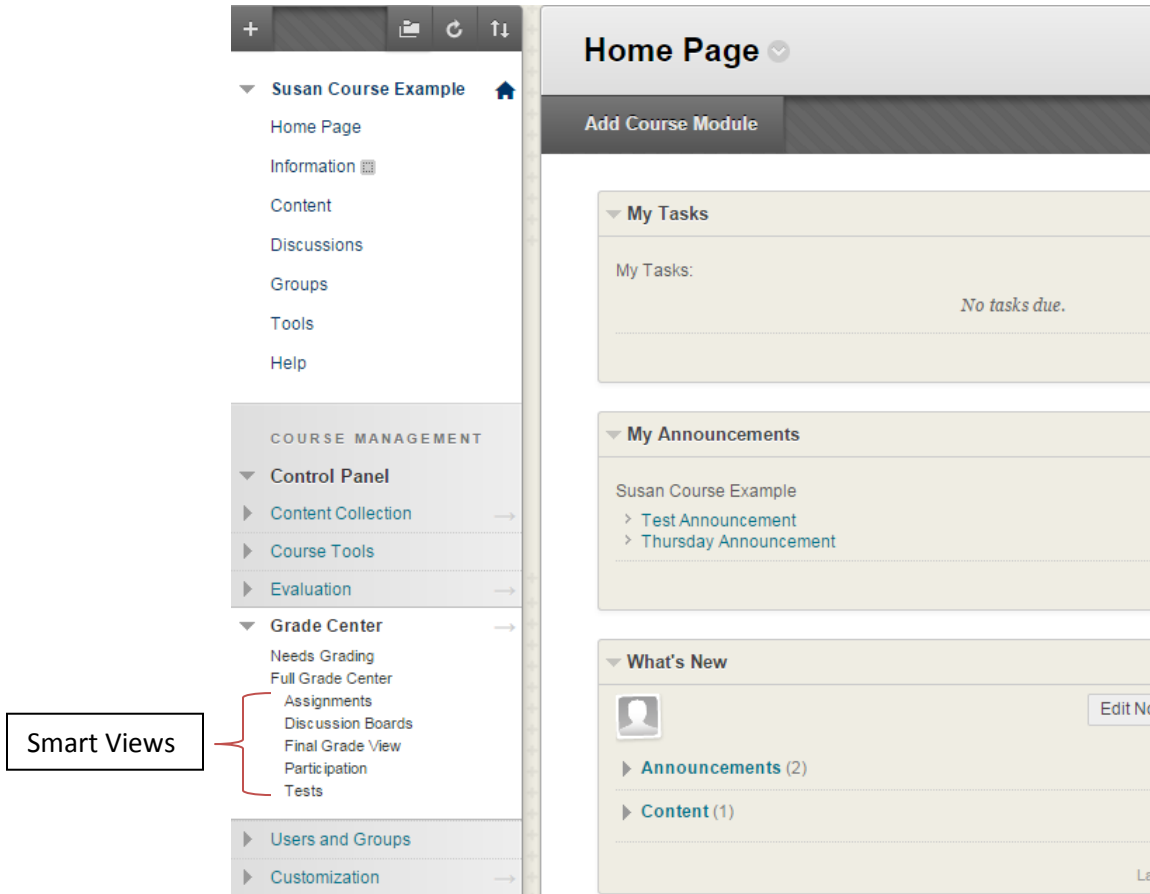 Susan Course Example
Home Page
Information
Content
Discussions
Groups
Tools
Help
COURSE MANAGEMENT
Control Panel
Content Collection
Course Tools
Evaluation
Grade Center
Needs Grading
Full Grade Center
Assignments
Discussion Boards
Final Grade View
Participation
Tests
Smart Views
Users and Groups
Customization
Home Page
Add Course Module
My Tasks
My Tasks:
No tasks due.
My Announcements
Susan Course Example
Test Announcement
Thursday Announcement
What's New
Edit
Announcements (2)
Content (1)